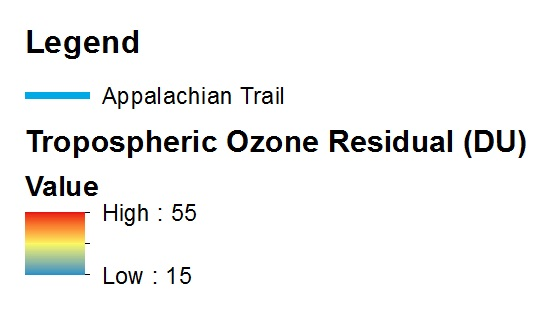 Legend
Appalachian Trail
Tropospheric Ozone Residual (DU)
Value
High : 55
Low : 15